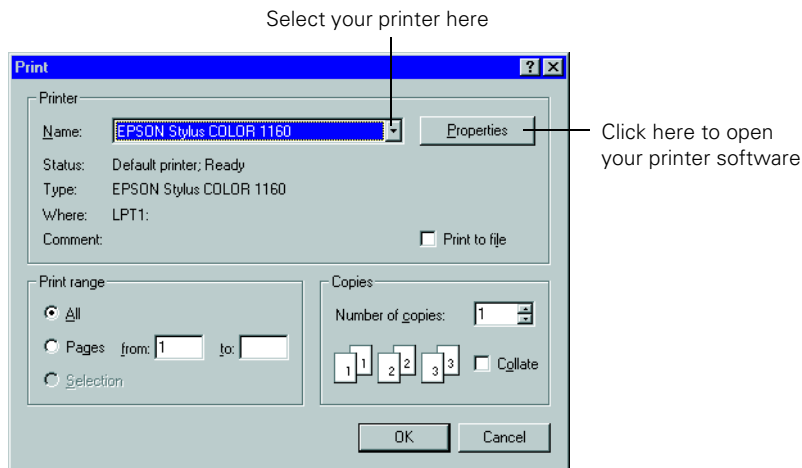 Select your printer here
Print
Printer
Name: EPSON Stylus COLOR 1160 Properties
Click here to open
your printer software
Status: Default printer; Ready
Type: EPSON Stylus COLOR 1160
Where: LPT1:
Comment: Print to file
Print range
All
Pages from: 1 to:
Selection
Copies
Number of copies: 1
1 1 2 2 3 3 Collate
OK Cancel